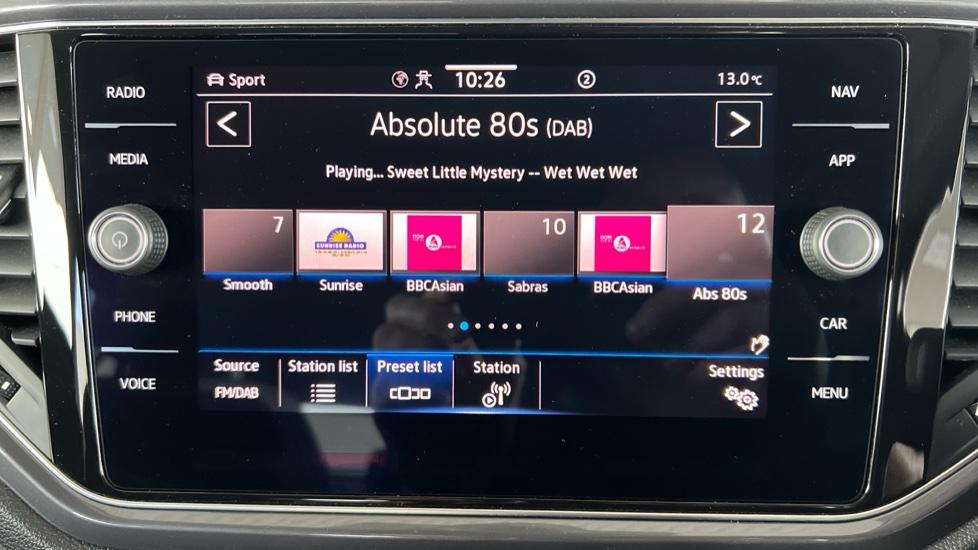 RADIO
MEDIA
PHONE
VOICE
Sport 10:26 2 13.0°C
< >
Absolute 80s (DAB)
Playing... Sweet Little Mystery -- Wet Wet Wet
7 10 12
SUNRISE RADIO
Smooth Sunrise BBCAsian Sabras BBCAsian Abs 80s
Source Station list Preset list Station Settings
FM/DAB
NAV
APP
CAR
MENU